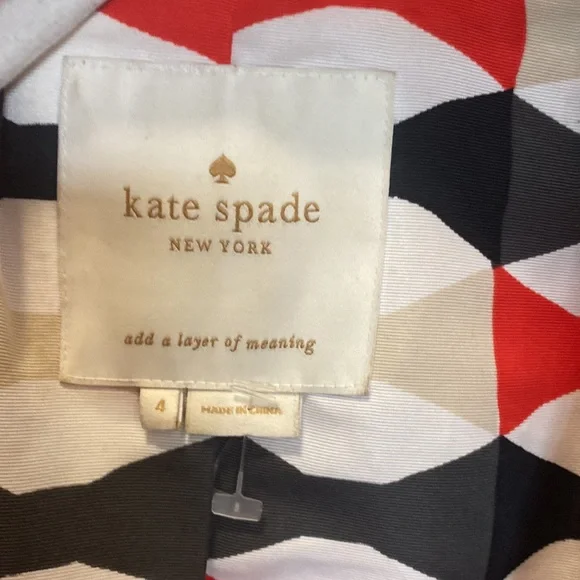 kate spade
NEW YORK
add a layer of meaning
4
MADE IN CHINA